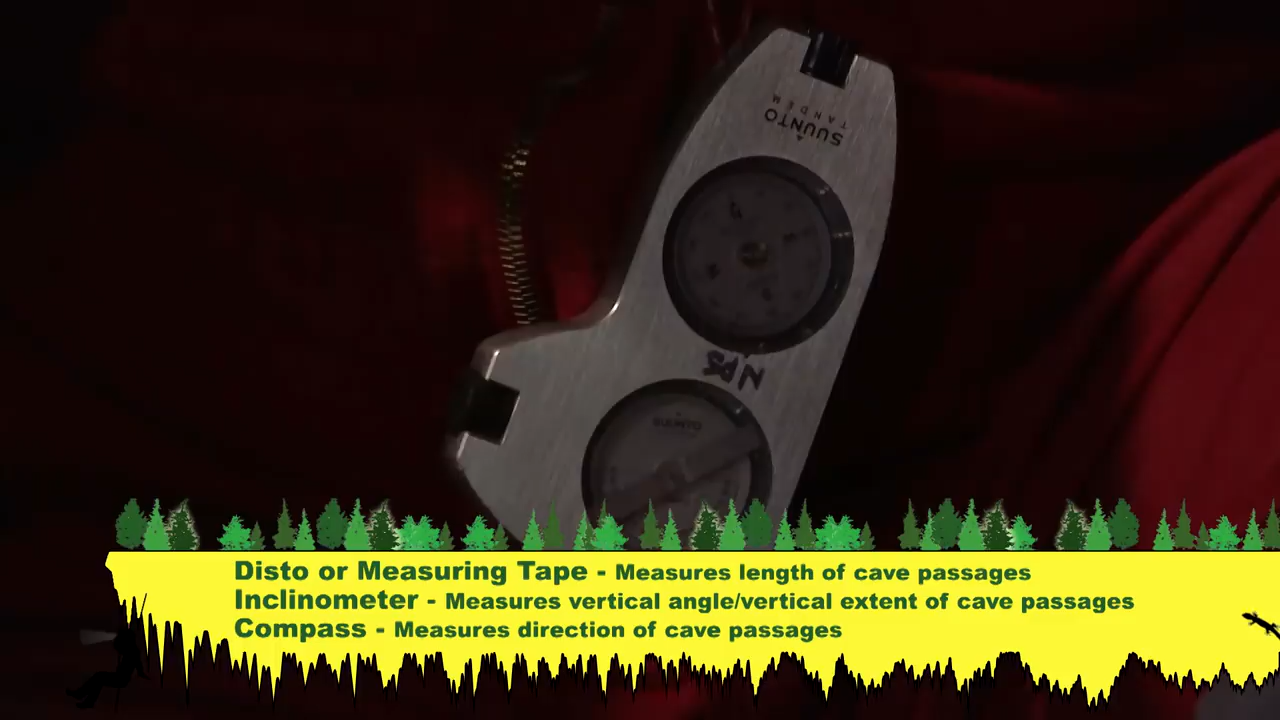 SUUNTO
TANDEM
NPS
SUUNTO
Disto or Measuring Tape - Measures length of cave passages
Inclinometer - Measures vertical angle/vertical extent of cave passages
Compass - Measures direction of cave passages